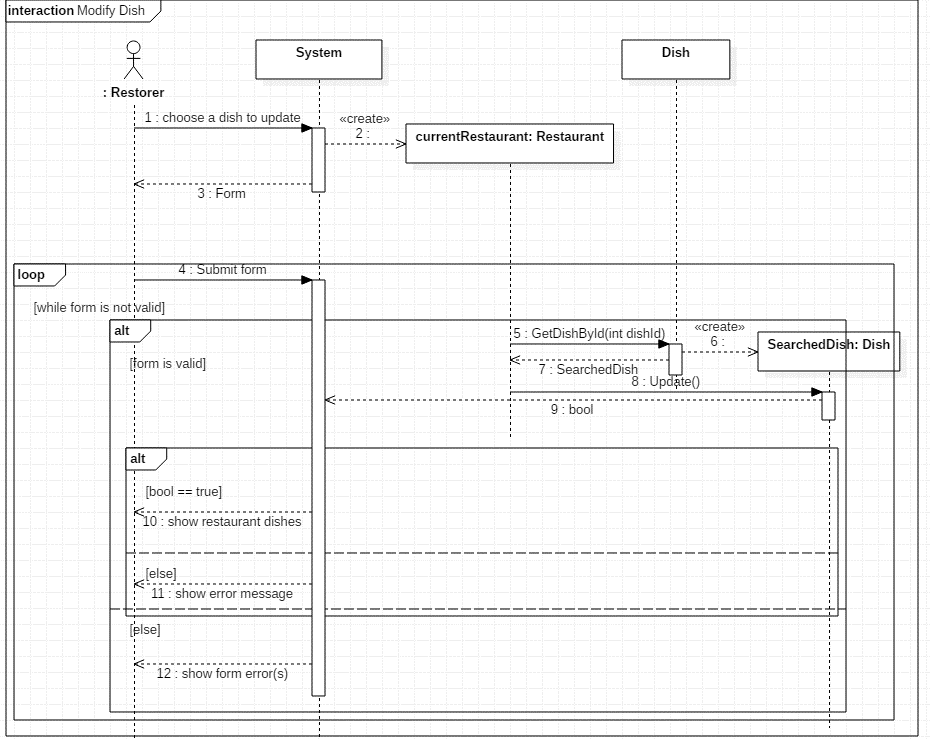 interaction Modify Dish
System
Dish
: Restorer
1 : choose a dish to update
«create»
2 :
currentRestaurant: Restaurant
3 : Form
loop
4 : Submit form
[while form is not valid]
alt
5 : GetDishById(int dishId)
«create»
6 :
SearchedDish: Dish
[form is valid]
7 : SearchedDish
8 : Update()
9 : bool
alt
[bool == true]
10 : show restaurant dishes
[else]
11 : show error message
[else]
12 : show form error(s)